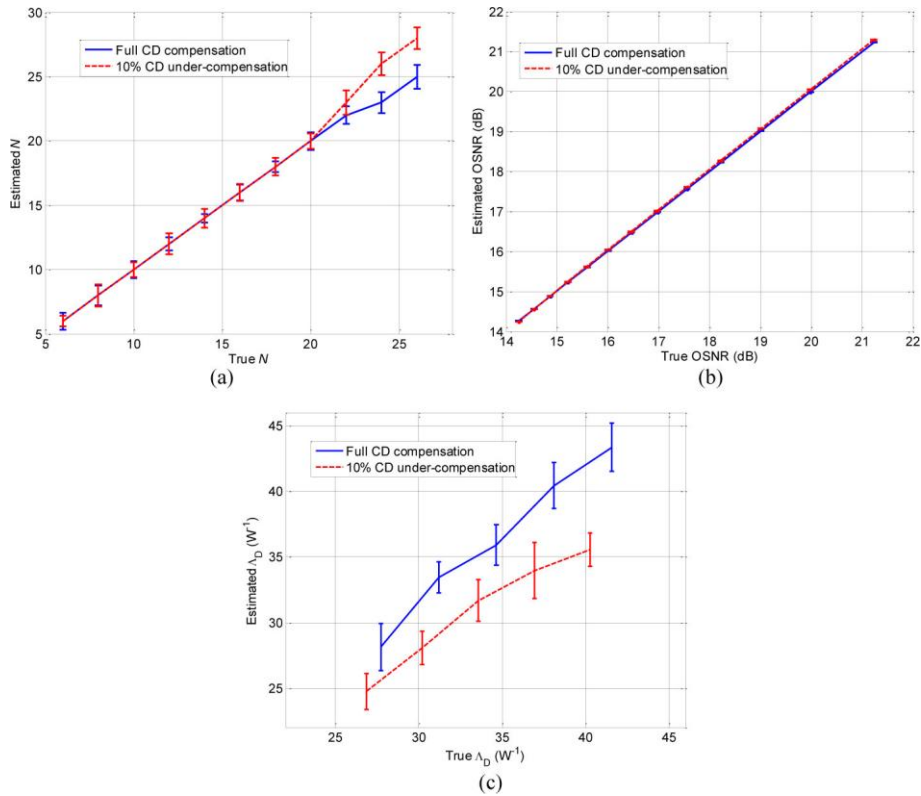 30
25
20
15
10
5
5 10 15 20 25
Estimated N
True N
Full CD compensation
10% CD under-compensation
(a)
22
21
20
19
18
17
16
15
14
14 15 16 17 18 19 20 21 22
Estimated OSNR (dB)
True OSNR (dB)
Full CD compensation
10% CD under-compensation
(b)
45
40
35
30
25
25 30 35 40 45
Estimated Λ_D (W⁻¹)
True Λ_D (W⁻¹)
Full CD compensation
10% CD under-compensation
(c)